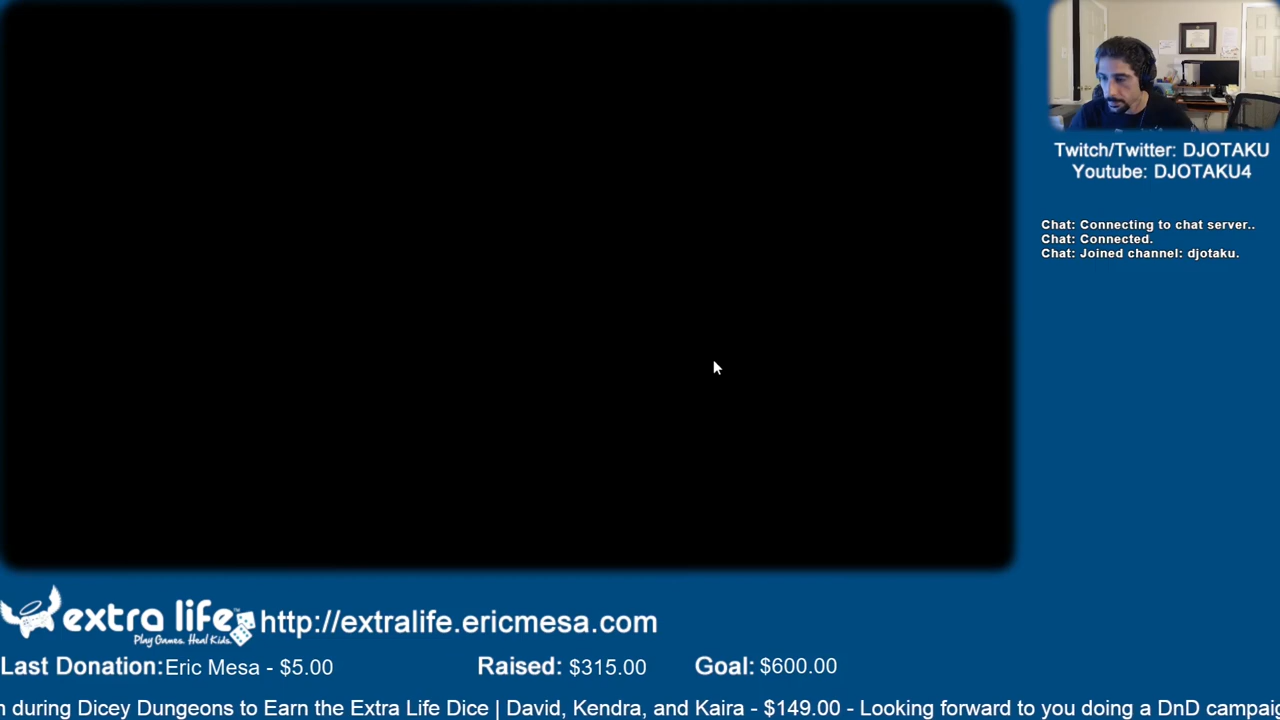 Twitch/Twitter: DJOTAKU
Youtube: DJOTAKU4
Chat: Connecting to chat server..
Chat: Connected.
Chat: Joined channel: djotaku.
extra life
Play Games. Heal Kids.
http://extralife.ericmesa.com
Last Donation: Eric Mesa - $5.00 Raised: $315.00 Goal: $600.00
during Dicey Dungeons to Earn the Extra Life Dice | David, Kendra, and Kaira - $149.00 - Looking forward to you doing a DnD campai